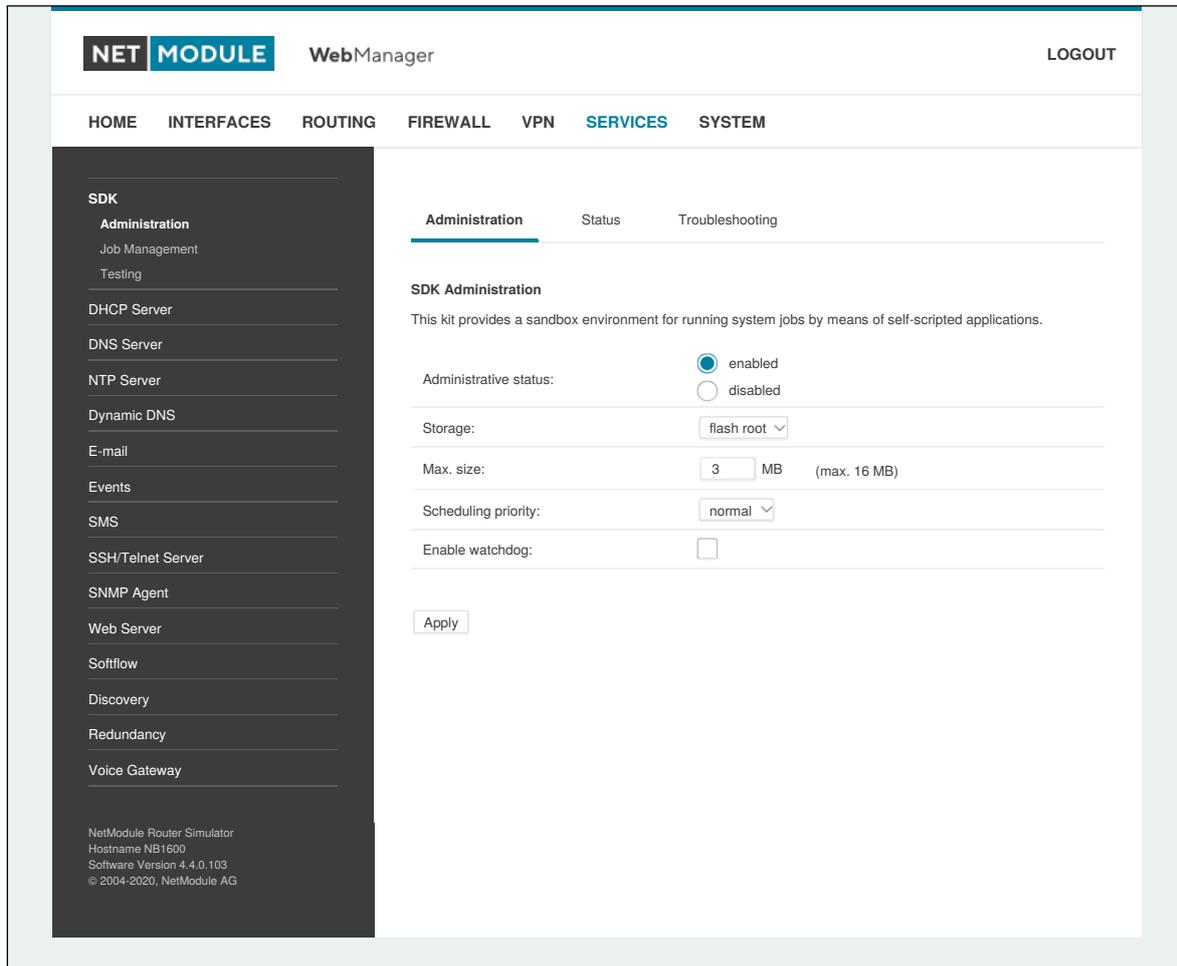 NET MODULE WebManager LOGOUT
HOME INTERFACES ROUTING FIREWALL VPN SERVICES SYSTEM
SDK
Administration
Job Management
Testing
DHCP Server
DNS Server
NTP Server
Dynamic DNS
E-mail
Events
SMS
SSH/Telnet Server
SNMP Agent
Web Server
Softflow
Discovery
Redundancy
Voice Gateway
NetModule Router Simulator
Hostname NB1600
Software Version 4.4.0.103
© 2004-2020, NetModule AG
Administration Status Troubleshooting
SDK Administration
This kit provides a sandbox environment for running system jobs by means of self-scripted applications.
Administrative status:
enabled
disabled
Storage: flash root
Max. size: 3 MB (max. 16 MB)
Scheduling priority: normal
Enable watchdog:
Apply